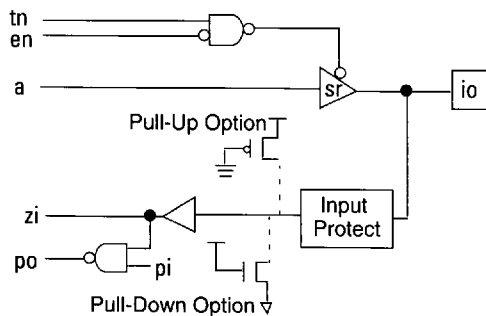 tn
en
a
sr
io
Pull-Up Option
Input
Protect
zi
po
pi
Pull-Down Option